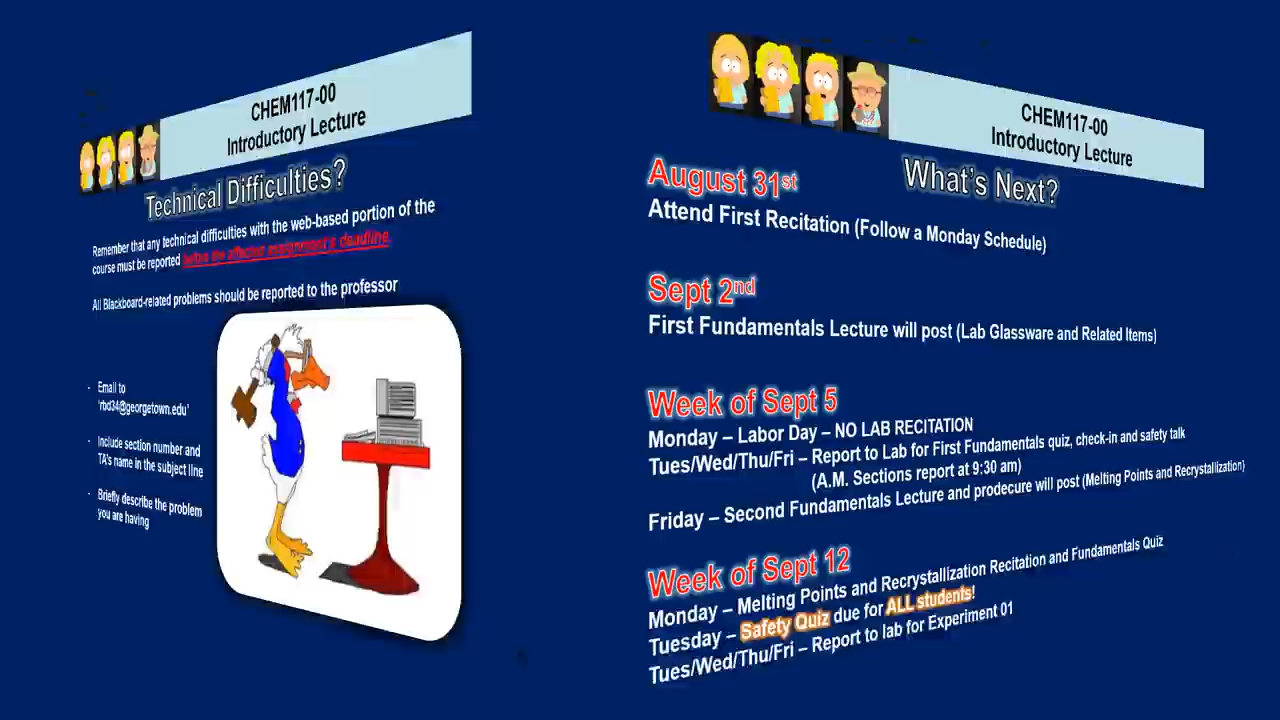 CHEM117-00
Introductory Lecture
Technical Difficulties?
Remember that any technical difficulties with the web-based portion of the
course must be reported before the affected assignment's deadline
All Blackboard-related problems should be reported to the professor
- Email to
'rbd34@georgetown.edu'
- Include section number and
TA's name in the subject line
- Briefly describe the problem
you are having
CHEM117-00
Introductory Lecture
What's Next?
August 31st
Attend First Recitation (Follow a Monday Schedule)
Sept 2nd
First Fundamentals Lecture will post (Lab Glassware and Related Items)
Week of Sept 5
Monday – Labor Day – NO LAB RECITATION
Tues/Wed/Thu/Fri – Report to Lab for First Fundamentals quiz, check-in and safety talk
(A.M. Sections report at 9:30 am)
Friday – Second Fundamentals Lecture and prodecure will post (Melting Points and Recrystallization)
Week of Sept 12
Monday – Melting Points and Recrystallization Recitation and Fundamentals Quiz
Tuesday – Safety Quiz due for ALL students!
Tues/Wed/Thu/Fri – Report to lab for Experiment 01